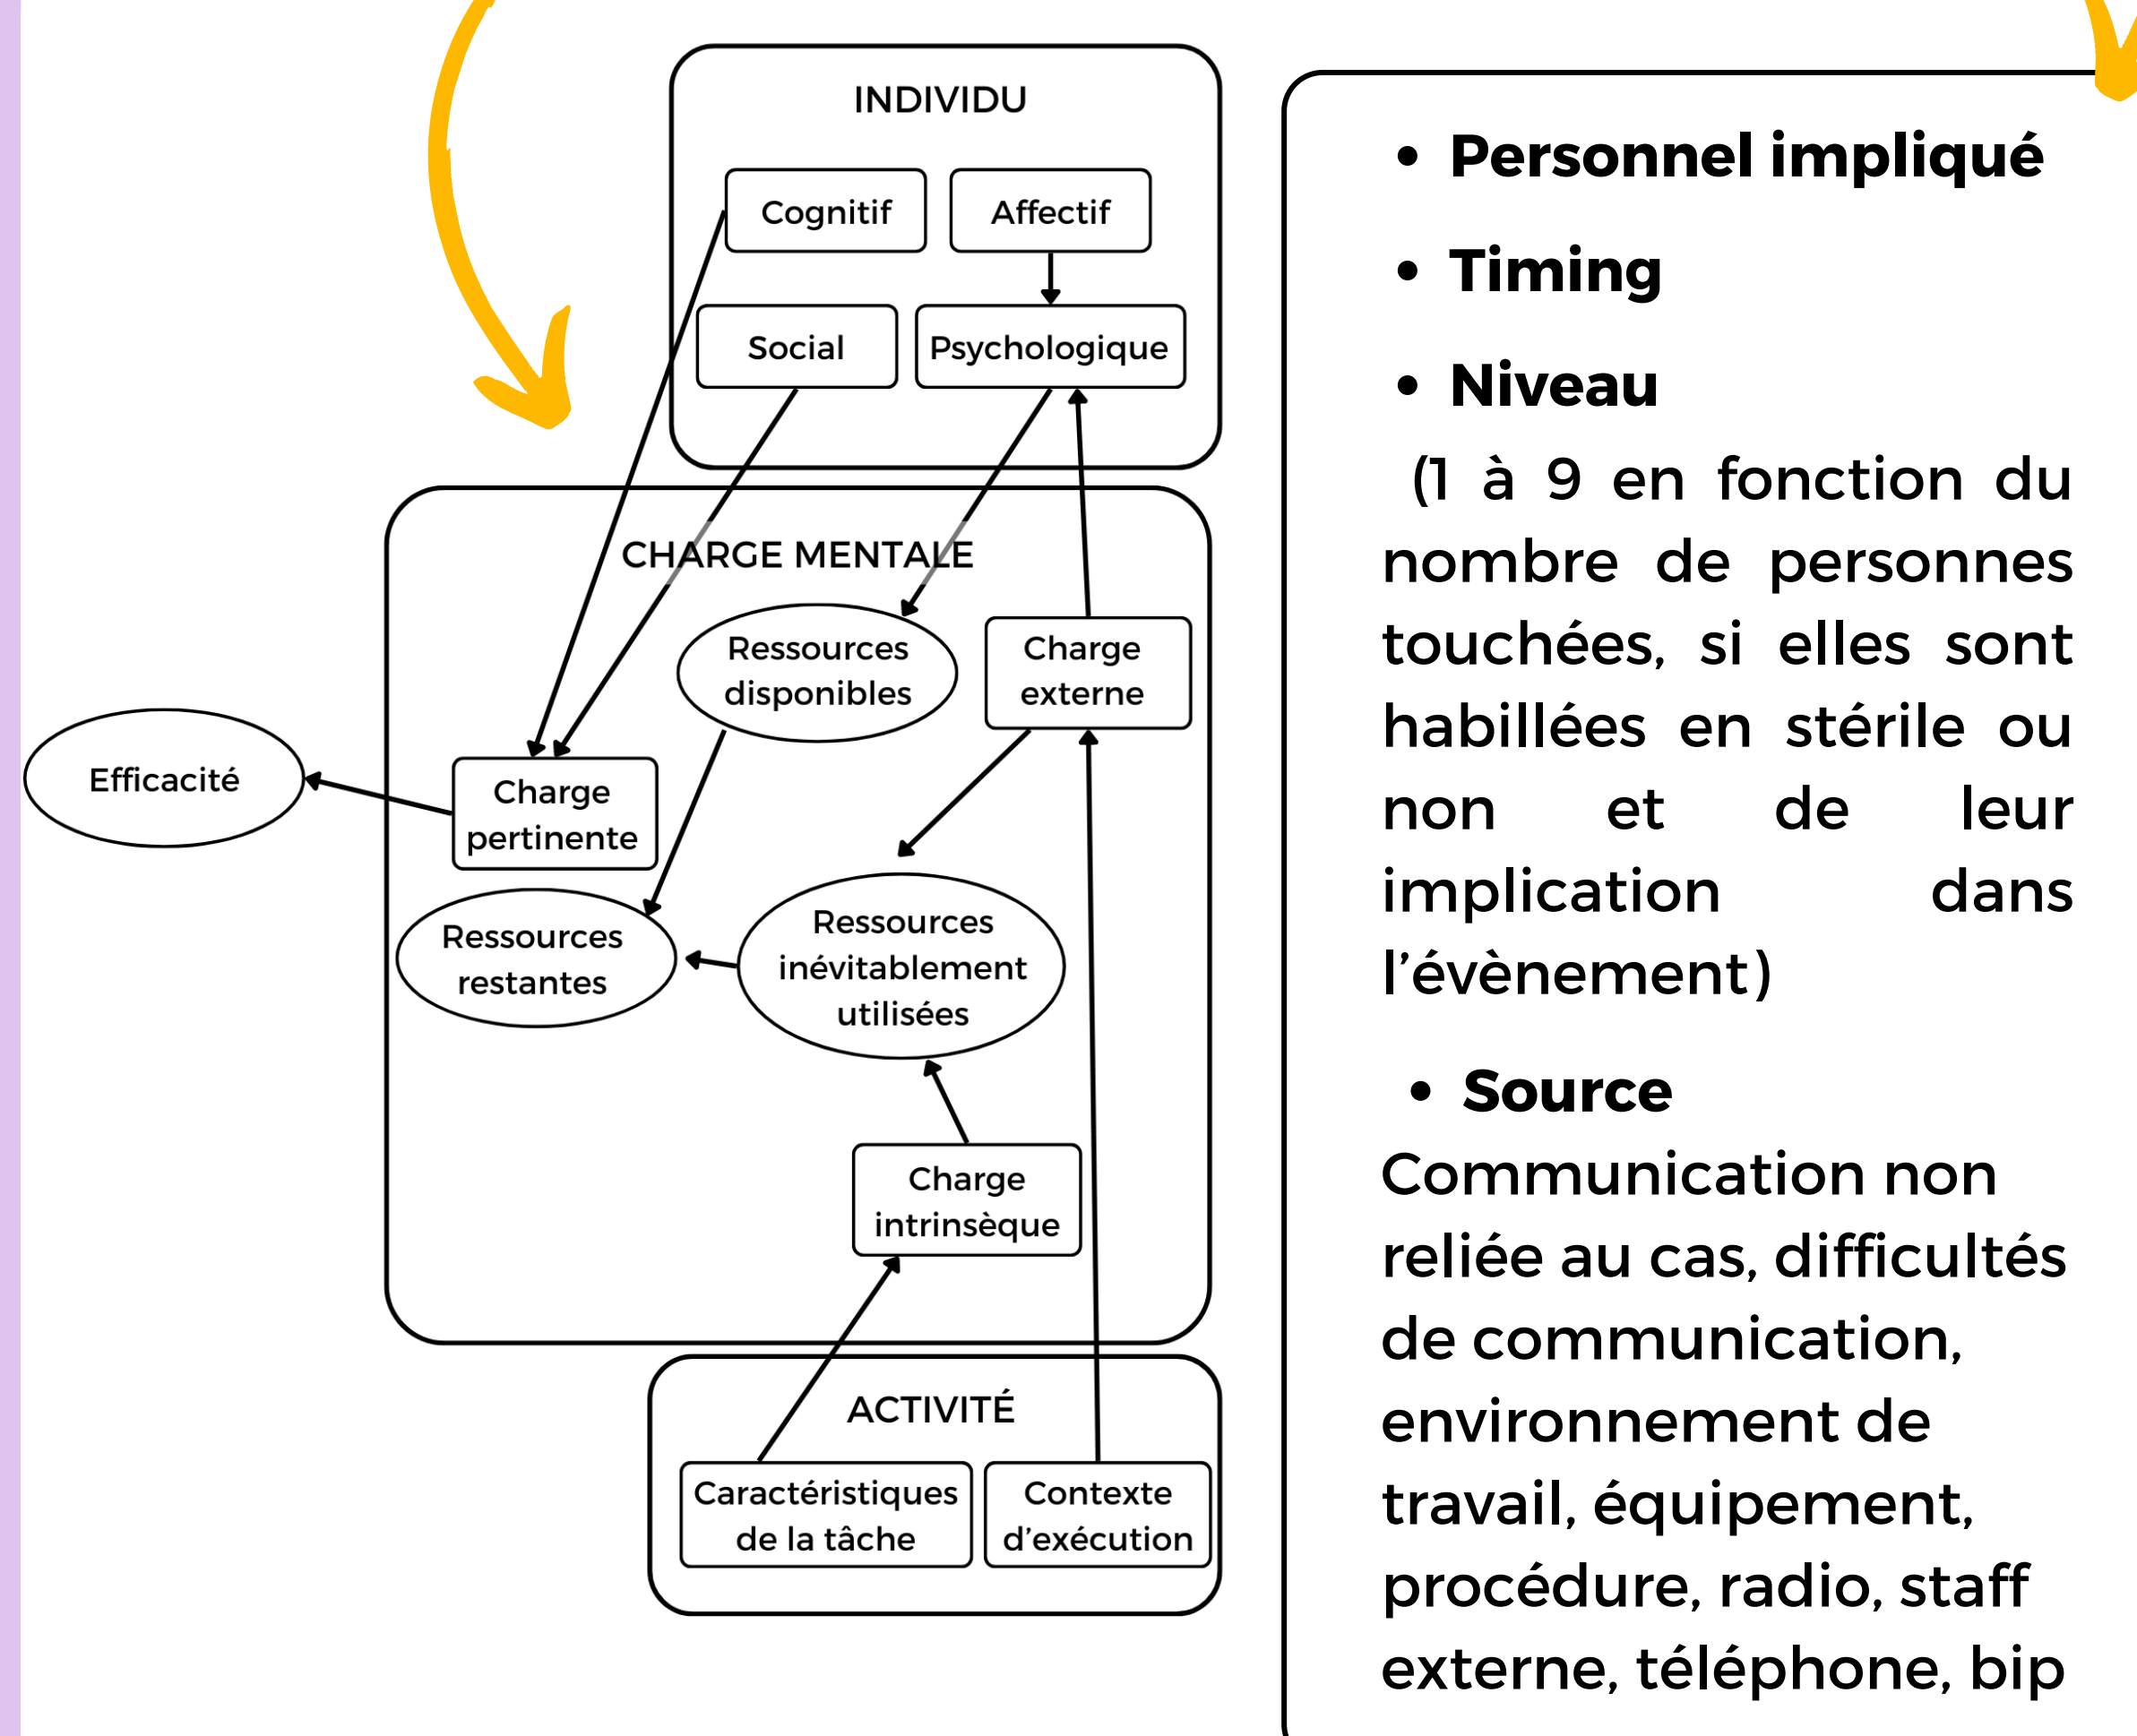 INDIVIDU
Cognitif
Affectif
Social
Psychologique
CHARGE MENTALE
Ressources
disponibles
Charge
externe
Efficacité
Charge
pertinente
Ressources
restantes
Ressources
inévitablement
utilisées
Charge
intrinsèque
ACTIVITÉ
Caractéristiques
de la tâche
Contexte
d'exécution
• Personnel impliqué
• Timing
• Niveau
(1 à 9 en fonction du
nombre de personnes
touchées, si elles sont
habillées en stérile ou
non et de leur
implication dans
l'évènement)
• Source
Communication non
reliée au cas, difficultés
de communication,
environnement de
travail, équipement,
procédure, radio, staff
externe, téléphone, bip